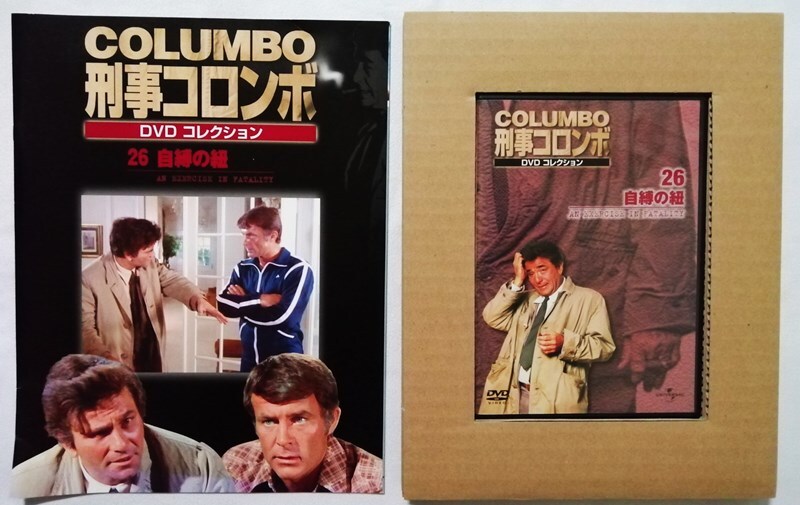 COLUMBO
刑事コロンボ
DVD コレクション
26 自縛の紐
AN EXERCISE IN FATALITY
COLUMBO
刑事コロンボ
DVD コレクション
26
自縛の紐
AN EXERCISE IN FATALITY
DVD
VIDEO
UNIVERSAL